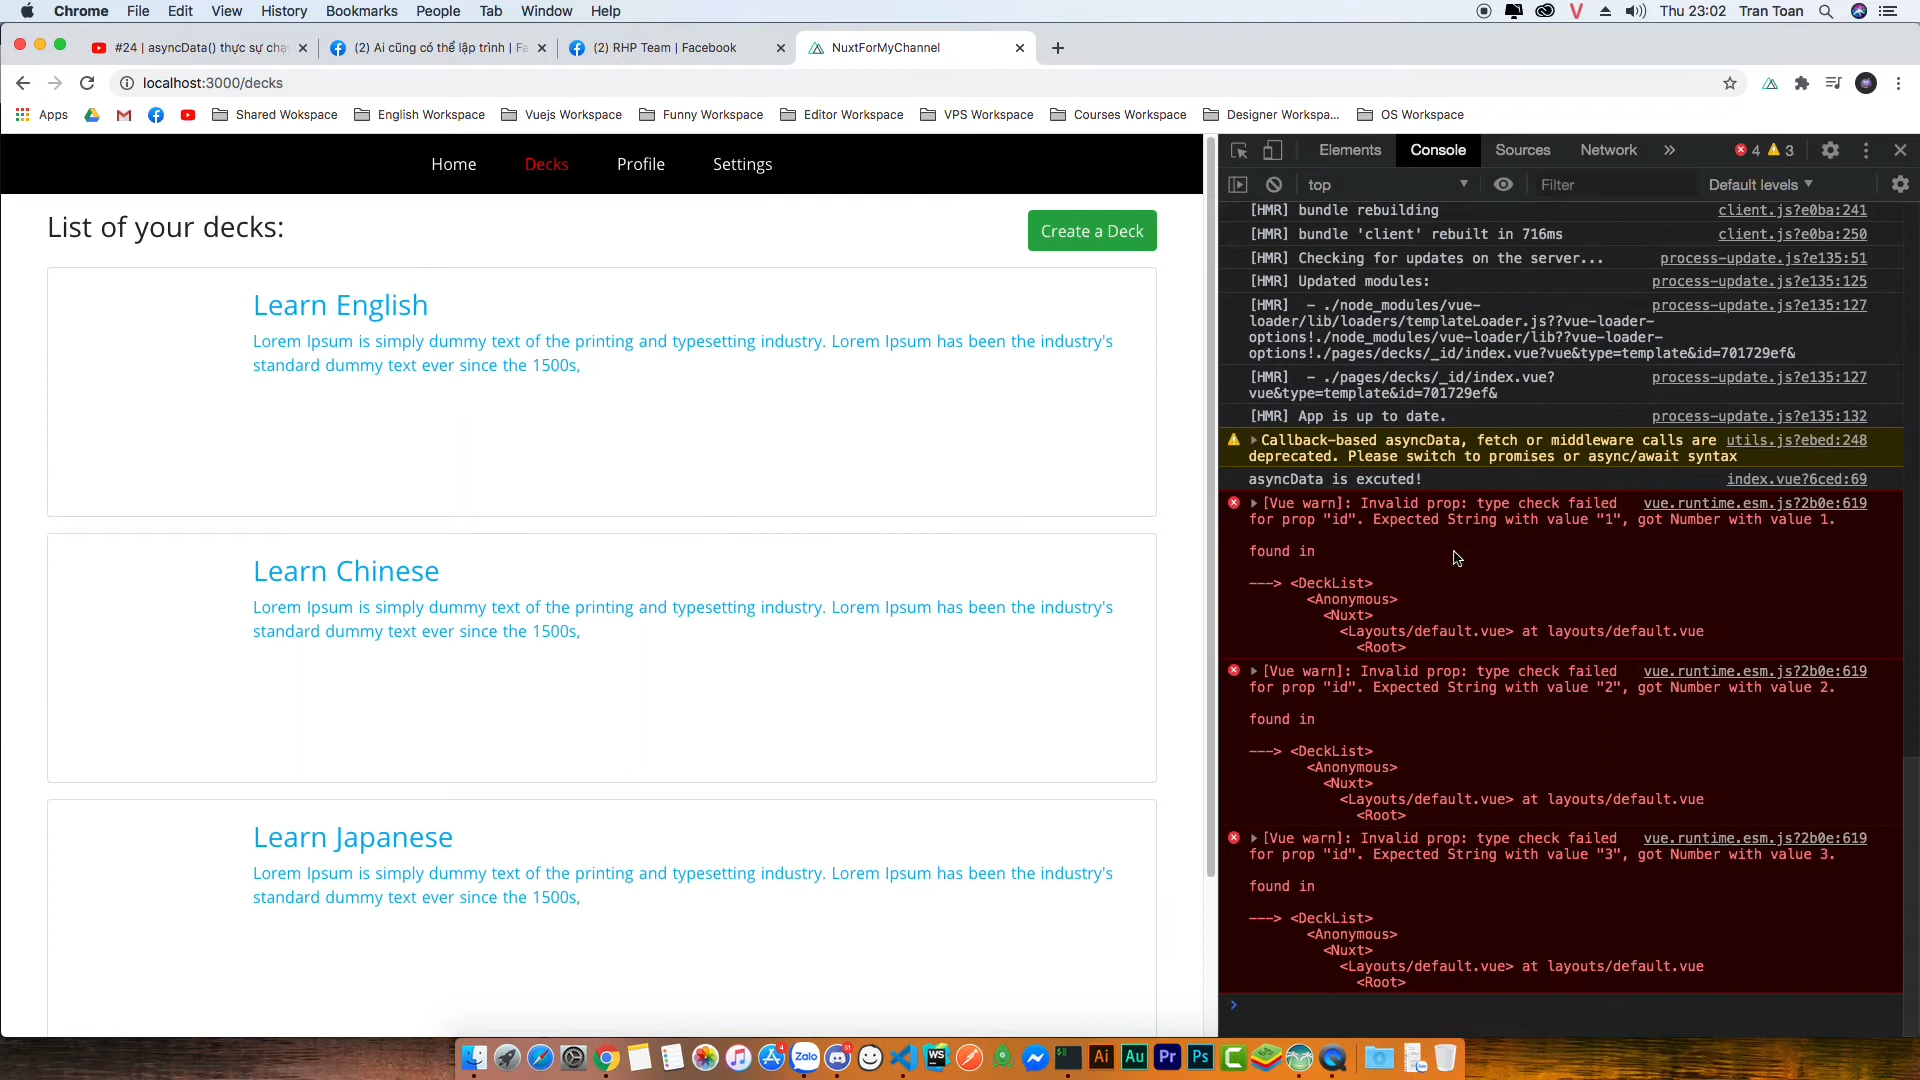 Chrome File Edit View History Bookmarks People Tab Window Help Thu 23:02 Tran Toan
#24 | asyncData() thực sự chạy (2) Ai cũng có thể lập trình | Fa (2) RHP Team | Facebook NuxtForMyChannel
localhost:3000/decks
Apps Shared Wokspace English Workspace Vuejs Workspace Funny Workspace Editor Workspace VPS Workspace Courses Workspace Designer Workspa... OS Workspace
Home Decks Profile Settings
List of your decks:
Create a Deck
Learn English
Lorem Ipsum is simply dummy text of the printing and typesetting industry. Lorem Ipsum has been the industry's
standard dummy text ever since the 1500s,
Learn Chinese
Lorem Ipsum is simply dummy text of the printing and typesetting industry. Lorem Ipsum has been the industry's
standard dummy text ever since the 1500s,
Learn Japanese
Lorem Ipsum is simply dummy text of the printing and typesetting industry. Lorem Ipsum has been the industry's
standard dummy text ever since the 1500s,
Elements Console Sources Network » 4 3
top Filter Default levels
[HMR] bundle rebuilding client.js?e0ba:241
[HMR] bundle 'client' rebuilt in 716ms client.js?e0ba:250
[HMR] Checking for updates on the server... process-update.js?e135:51
[HMR] Updated modules: process-update.js?e135:125
[HMR]  - ./node_modules/vue- process-update.js?e135:127
loader/lib/loaders/templateLoader.js??vue-loader-
options!./node_modules/vue-loader/lib??vue-loader-
options!./pages/decks/_id/index.vue?vue&type=template&id=701729ef&
[HMR]  - ./pages/decks/_id/index.vue? process-update.js?e135:127
vue&type=template&id=701729ef&
[HMR] App is up to date. process-update.js?e135:132
Callback-based asyncData, fetch or middleware calls are utils.js?ebed:248
deprecated. Please switch to promises or async/await syntax
asyncData is excuted! index.vue?6ced:69
[Vue warn]: Invalid prop: type check failed vue.runtime.esm.js?2b0e:619
for prop "id". Expected String with value "1", got Number with value 1.
found in
---> <DeckList>
<Anonymous>
<Nuxt>
<Layouts/default.vue> at layouts/default.vue
<Root>
[Vue warn]: Invalid prop: type check failed vue.runtime.esm.js?2b0e:619
for prop "id". Expected String with value "2", got Number with value 2.
found in
---> <DeckList>
<Anonymous>
<Nuxt>
<Layouts/default.vue> at layouts/default.vue
<Root>
[Vue warn]: Invalid prop: type check failed vue.runtime.esm.js?2b0e:619
for prop "id". Expected String with value "3", got Number with value 3.
found in
---> <DeckList>
<Anonymous>
<Nuxt>
<Layouts/default.vue> at layouts/default.vue
<Root>
Zalo WS Ai Au Pr Ps